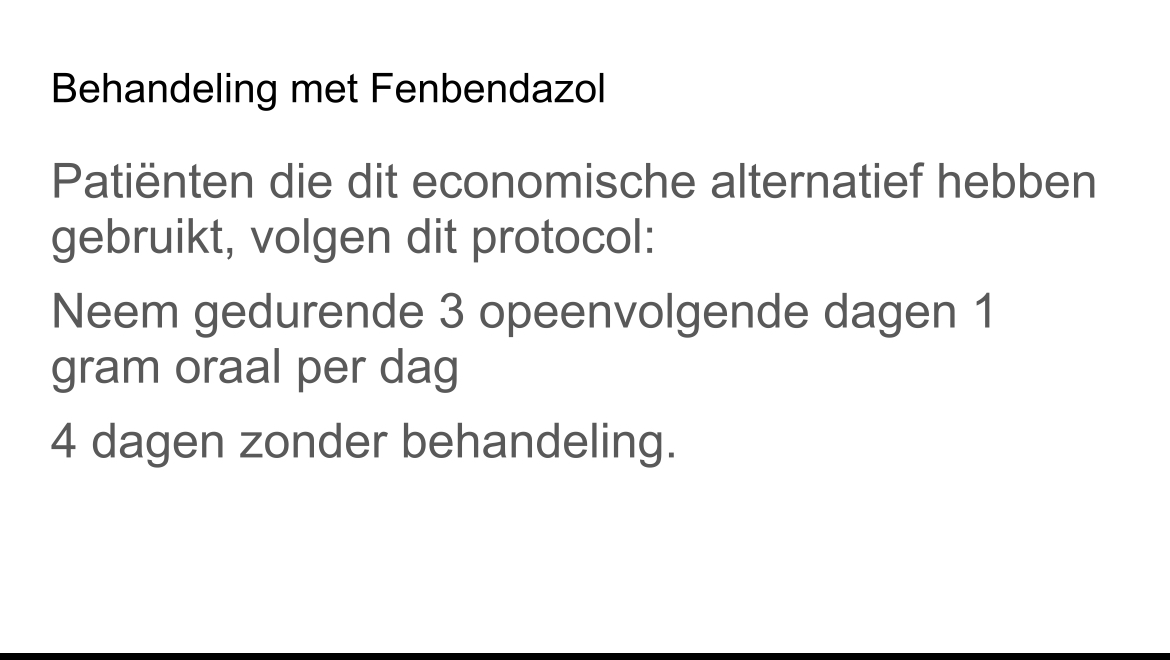 Behandeling met Fenbendazol
Patiënten die dit economische alternatief hebben
gebruikt, volgen dit protocol:
Neem gedurende 3 opeenvolgende dagen 1
gram oraal per dag
4 dagen zonder behandeling.